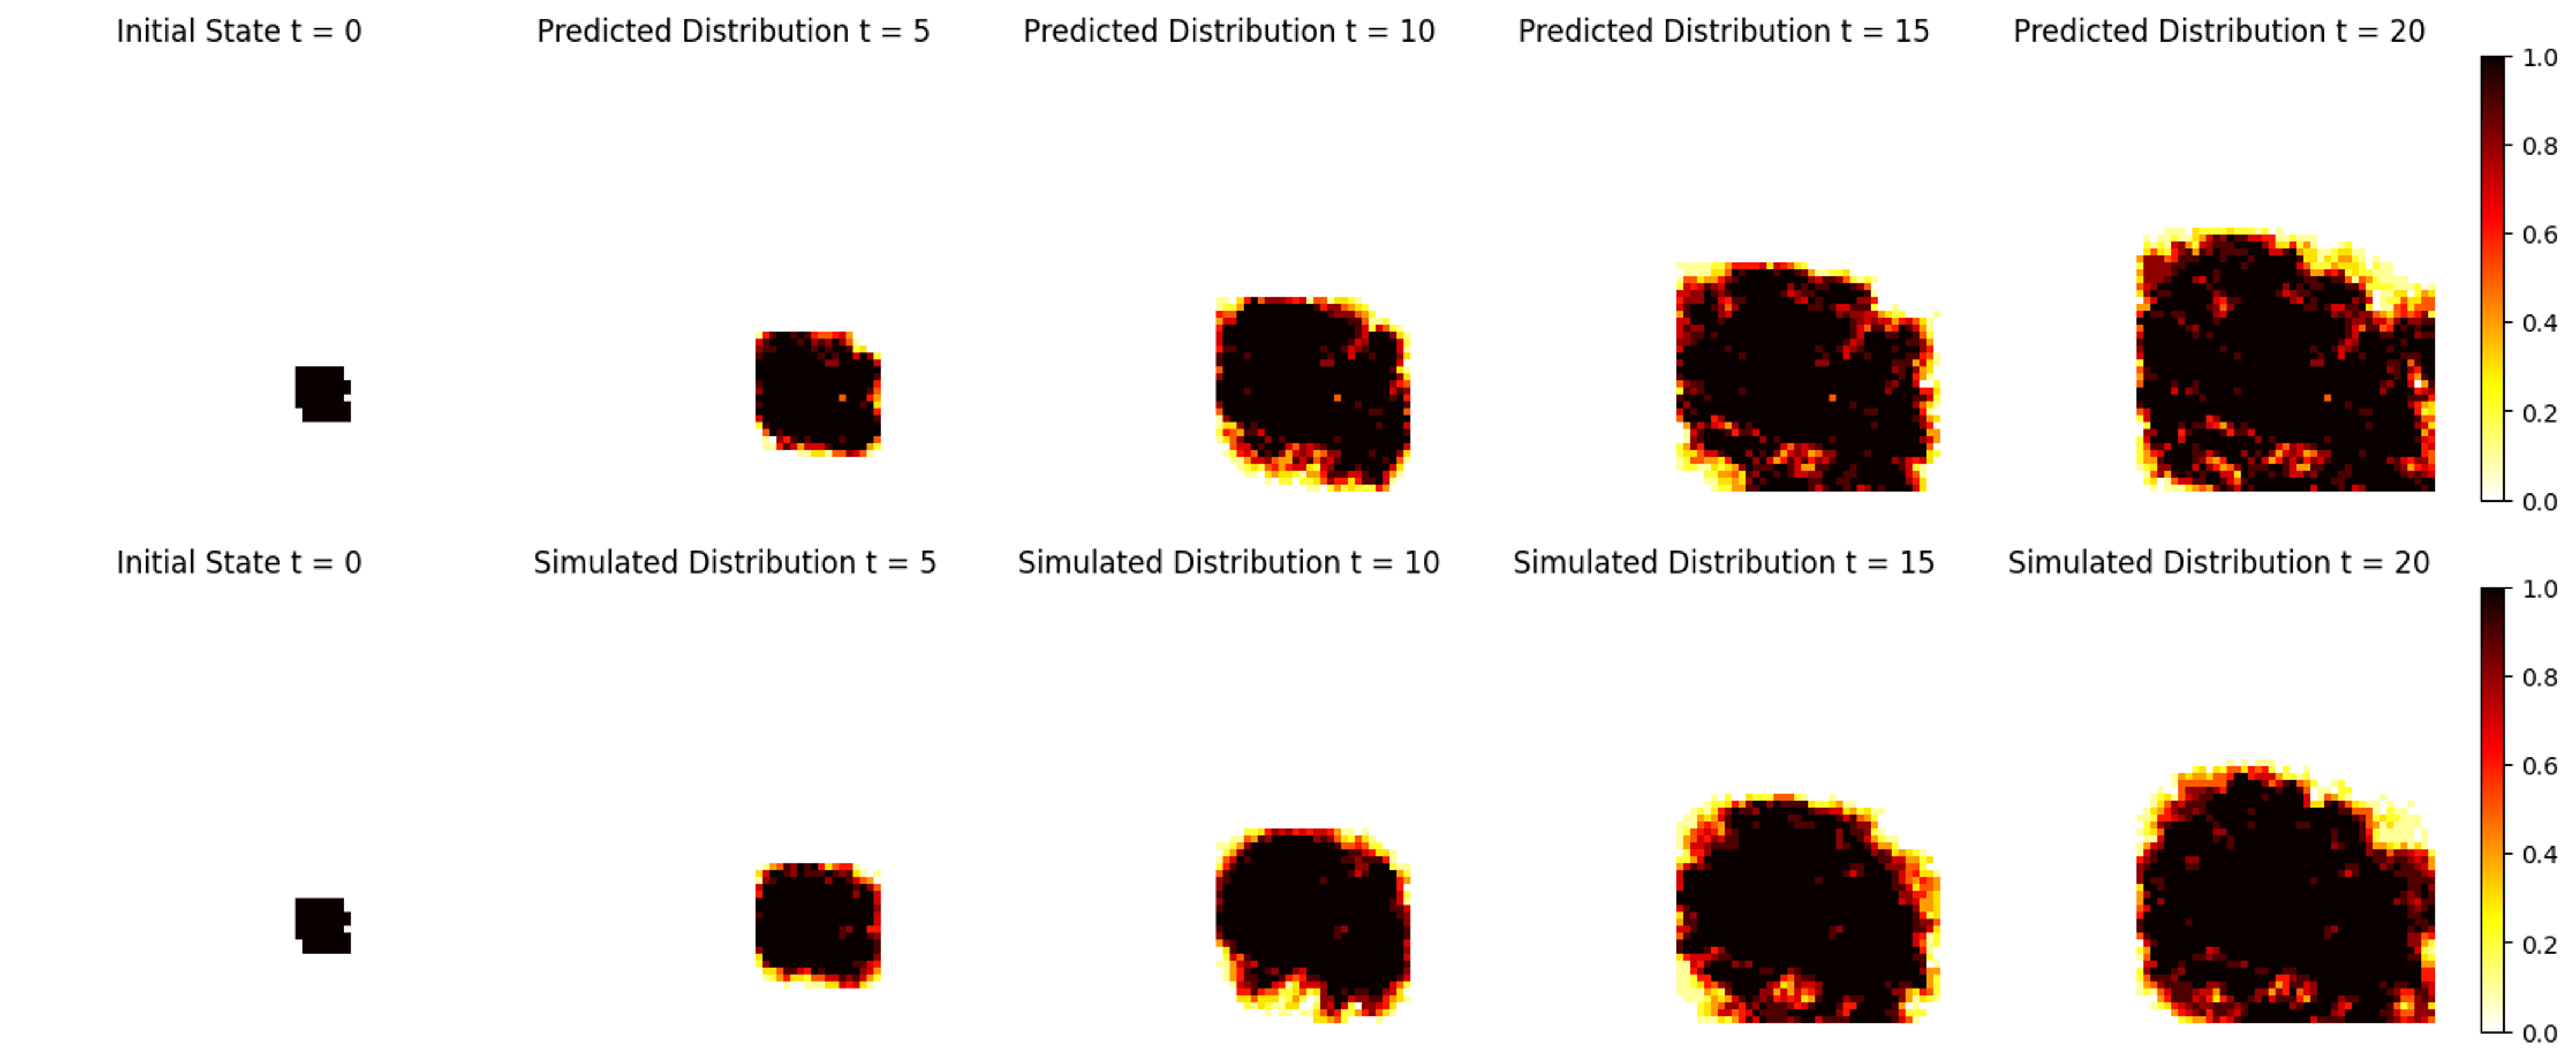 Initial State t = 0
Predicted Distribution t = 5
Predicted Distribution t = 10
Predicted Distribution t = 15
Predicted Distribution t = 20
1.0
0.8
0.6
0.4
0.2
0.0
Initial State t = 0
Simulated Distribution t = 5
Simulated Distribution t = 10
Simulated Distribution t = 15
Simulated Distribution t = 20
1.0
0.8
0.6
0.4
0.2
0.0